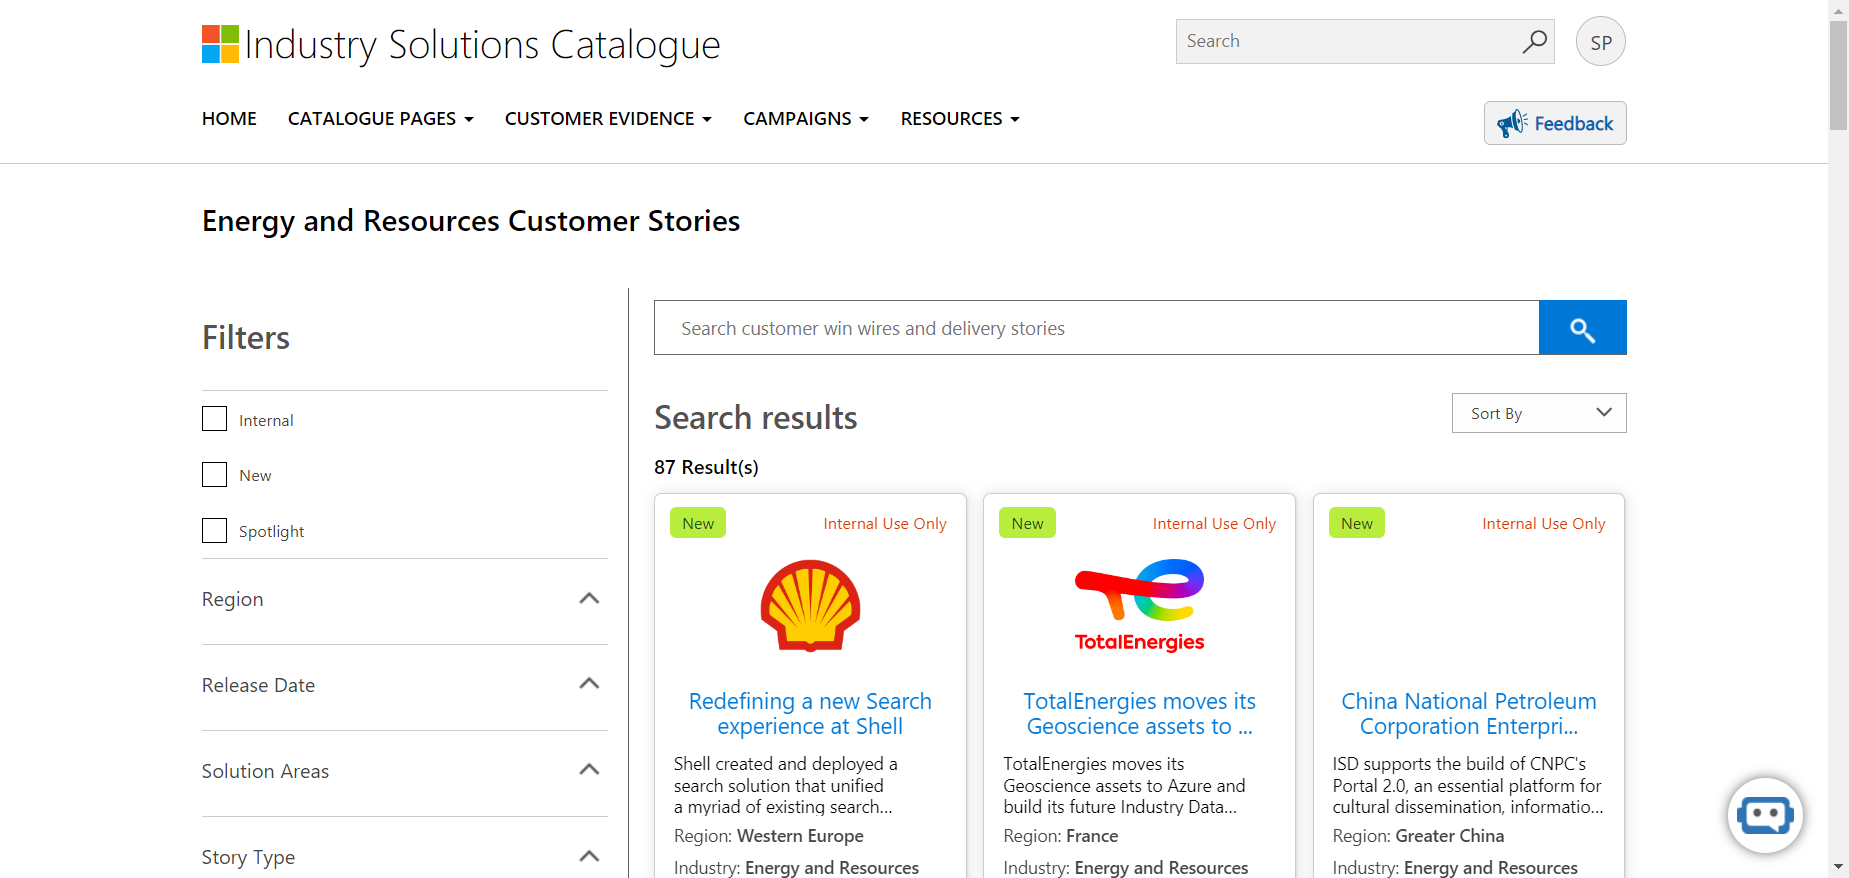 Industry Solutions Catalogue
Search
SP
HOME
CATALOGUE PAGES
CUSTOMER EVIDENCE
CAMPAIGNS
RESOURCES
Feedback
Energy and Resources Customer Stories
Filters
Internal
New
Spotlight
Region
Release Date
Solution Areas
Story Type
Search customer win wires and delivery stories
Search results
Sort By
87 Result(s)
New
Internal Use Only
Redefining a new Search
experience at Shell
Shell created and deployed a
search solution that unified
a myriad of existing search...
Region: Western Europe
Industry: Energy and Resources
New
Internal Use Only
TotalEnergies
TotalEnergies moves its
Geoscience assets to ...
TotalEnergies moves its
Geoscience assets to Azure and
build its future Industry Data...
Region: France
Industry: Energy and Resources
New
Internal Use Only
China National Petroleum
Corporation Enterpri...
ISD supports the build of CNPC's
Portal 2.0, an essential platform for
cultural dissemination, informatio...
Region: Greater China
Industry: Energy and Resources